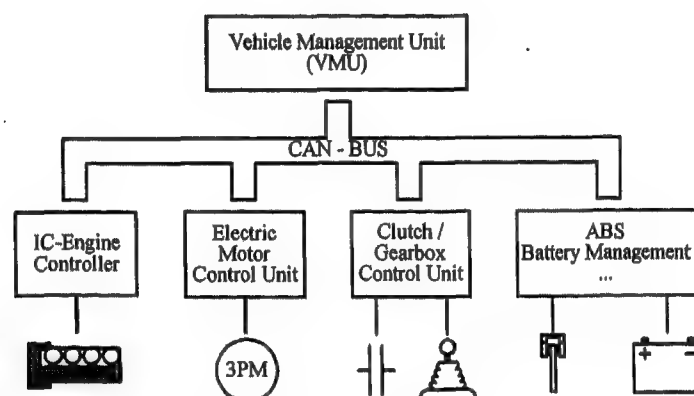 Vehicle Management Unit
(VMU)
CAN - BUS
IC-Engine
Controller
Electric
Motor
Control Unit
Clutch /
Gearbox
Control Unit
ABS
Battery Management
...
3PM
+ −